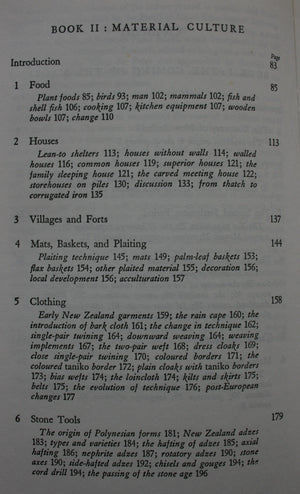 BOOK II : MATERIAL CULTURE
Page
Introduction 83
1 Food 85
Plant foods 85; birds 93; man 102; mammals 102; fish and
shell fish 106; cooking 107; kitchen equipment 107; wooden
bowls 107; change 110
2 Houses 113
Lean-to shelters 113; houses without walls 114; walled
houses 116; common houses 119; superior houses 121; the
family sleeping house 121; the carved meeting house 122;
storehouses on piles 130; discussion 133; from thatch to
corrugated iron 135
3 Villages and Forts 137
4 Mats, Baskets, and Plaiting 144
Plaiting technique 145; mats 149; palm-leaf baskets 153;
flax baskets 154; other plaited material 155; decoration 156;
local development 156; acculturation 157
5 Clothing 158
Early New Zealand garments 159; the rain cape 160; the
introduction of bark cloth 161; the change in technique 162;
single-pair twining 164; downward weaving 164; weaving
implements 167; the two-pair weft 168; dress cloaks 169;
close single-pair twining 170; coloured borders 171; the
coloured taniko border 172; plain cloaks with taniko borders
173; bias wefts 174; the loincloth 174; kilts and skirts 175;
belts 175; the evolution of technique 176; post-European
changes 177
6 Stone Tools 179
The origin of Polynesian forms 181; New Zealand adzes
183; types and varieties 184; the hafting of adzes 185; axial
hafting 186; nephrite adzes 187; rotatory adzes 190; stone
axes 190; side-hafted adzes 192; chisels and gouges 194; the
cord drill 194; the passing of the stone age 196